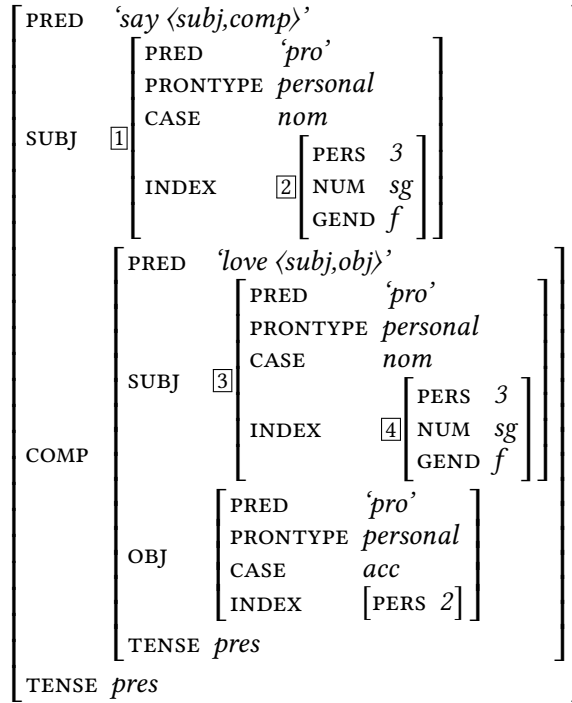 PRED ‘say ⟨subj,comp⟩’
PRED ‘pro’
PRONTYPE personal
CASE nom
SUBJ 1
PERS 3
INDEX 2 NUM sg
GEND f
PRED ‘love ⟨subj,obj⟩’
PRED ‘pro’
PRONTYPE personal
CASE nom
SUBJ 3
PERS 3
INDEX 4 NUM sg
GEND f
COMP
PRED ‘pro’
PRONTYPE personal
OBJ
CASE acc
INDEX [PERS 2]
TENSE pres
TENSE pres